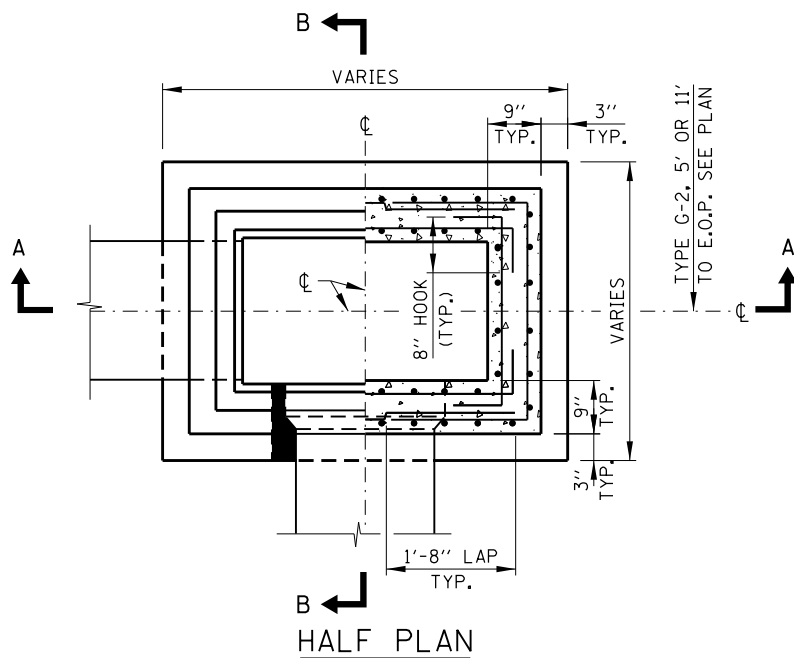 B
VARIES
9" 3"
TYP. TYP.
℄
TYPE G-2, 5' OR 11'
TO E.O.P. SEE PLAN
A
A
℄
8" HOOK
(TYP.)
VARIES
℄
9"
TYP.
3"
TYP.
1'-8" LAP
TYP.
B
HALF PLAN